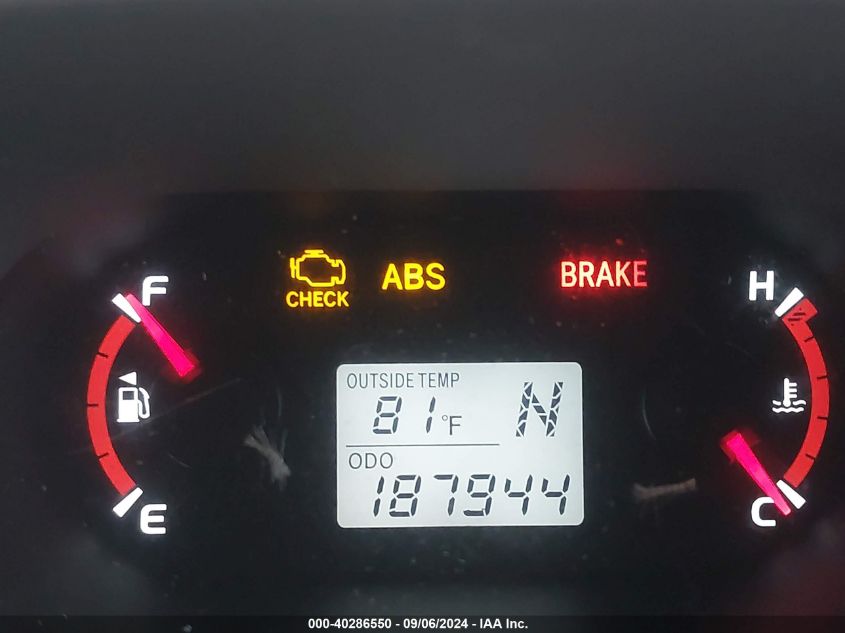 F
CHECK
ABS
BRAKE
H
OUTSIDE TEMP
81°F
N
ODO
187944
E
C
000-40286550 - 09/06/2024 - IAA Inc.